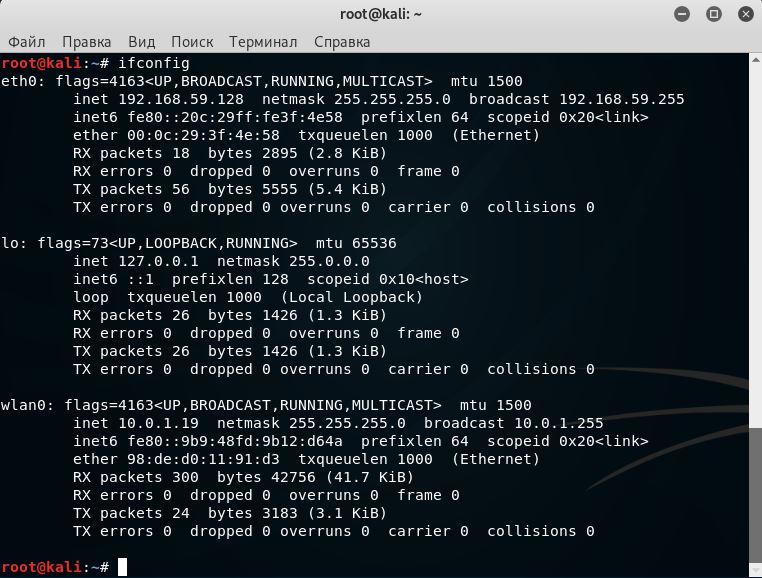 root@kali: ~
Файл Правка Вид Поиск Терминал Справка
root@kali:~# ifconfig
eth0: flags=4163<UP,BROADCAST,RUNNING,MULTICAST>  mtu 1500
        inet 192.168.59.128  netmask 255.255.255.0  broadcast 192.168.59.255
        inet6 fe80::20c:29ff:fe3f:4e58  prefixlen 64  scopeid 0x20<link>
        ether 00:0c:29:3f:4e:58  txqueuelen 1000  (Ethernet)
        RX packets 18  bytes 2895 (2.8 KiB)
        RX errors 0  dropped 0  overruns 0  frame 0
        TX packets 56  bytes 5555 (5.4 KiB)
        TX errors 0  dropped 0 overruns 0  carrier 0  collisions 0

lo: flags=73<UP,LOOPBACK,RUNNING>  mtu 65536
        inet 127.0.0.1  netmask 255.0.0.0
        inet6 ::1  prefixlen 128  scopeid 0x10<host>
        loop  txqueuelen 1000  (Local Loopback)
        RX packets 26  bytes 1426 (1.3 KiB)
        RX errors 0  dropped 0  overruns 0  frame 0
        TX packets 26  bytes 1426 (1.3 KiB)
        TX errors 0  dropped 0 overruns 0  carrier 0  collisions 0

wlan0: flags=4163<UP,BROADCAST,RUNNING,MULTICAST>  mtu 1500
        inet 10.0.1.19  netmask 255.255.255.0  broadcast 10.0.1.255
        inet6 fe80::9b9:48fd:9b12:d64a  prefixlen 64  scopeid 0x20<link>
        ether 98:de:d0:11:91:d3  txqueuelen 1000  (Ethernet)
        RX packets 300  bytes 42756 (41.7 KiB)
        RX errors 0  dropped 0  overruns 0  frame 0
        TX packets 24  bytes 3183 (3.1 KiB)
        TX errors 0  dropped 0 overruns 0  carrier 0  collisions 0

root@kali:~#